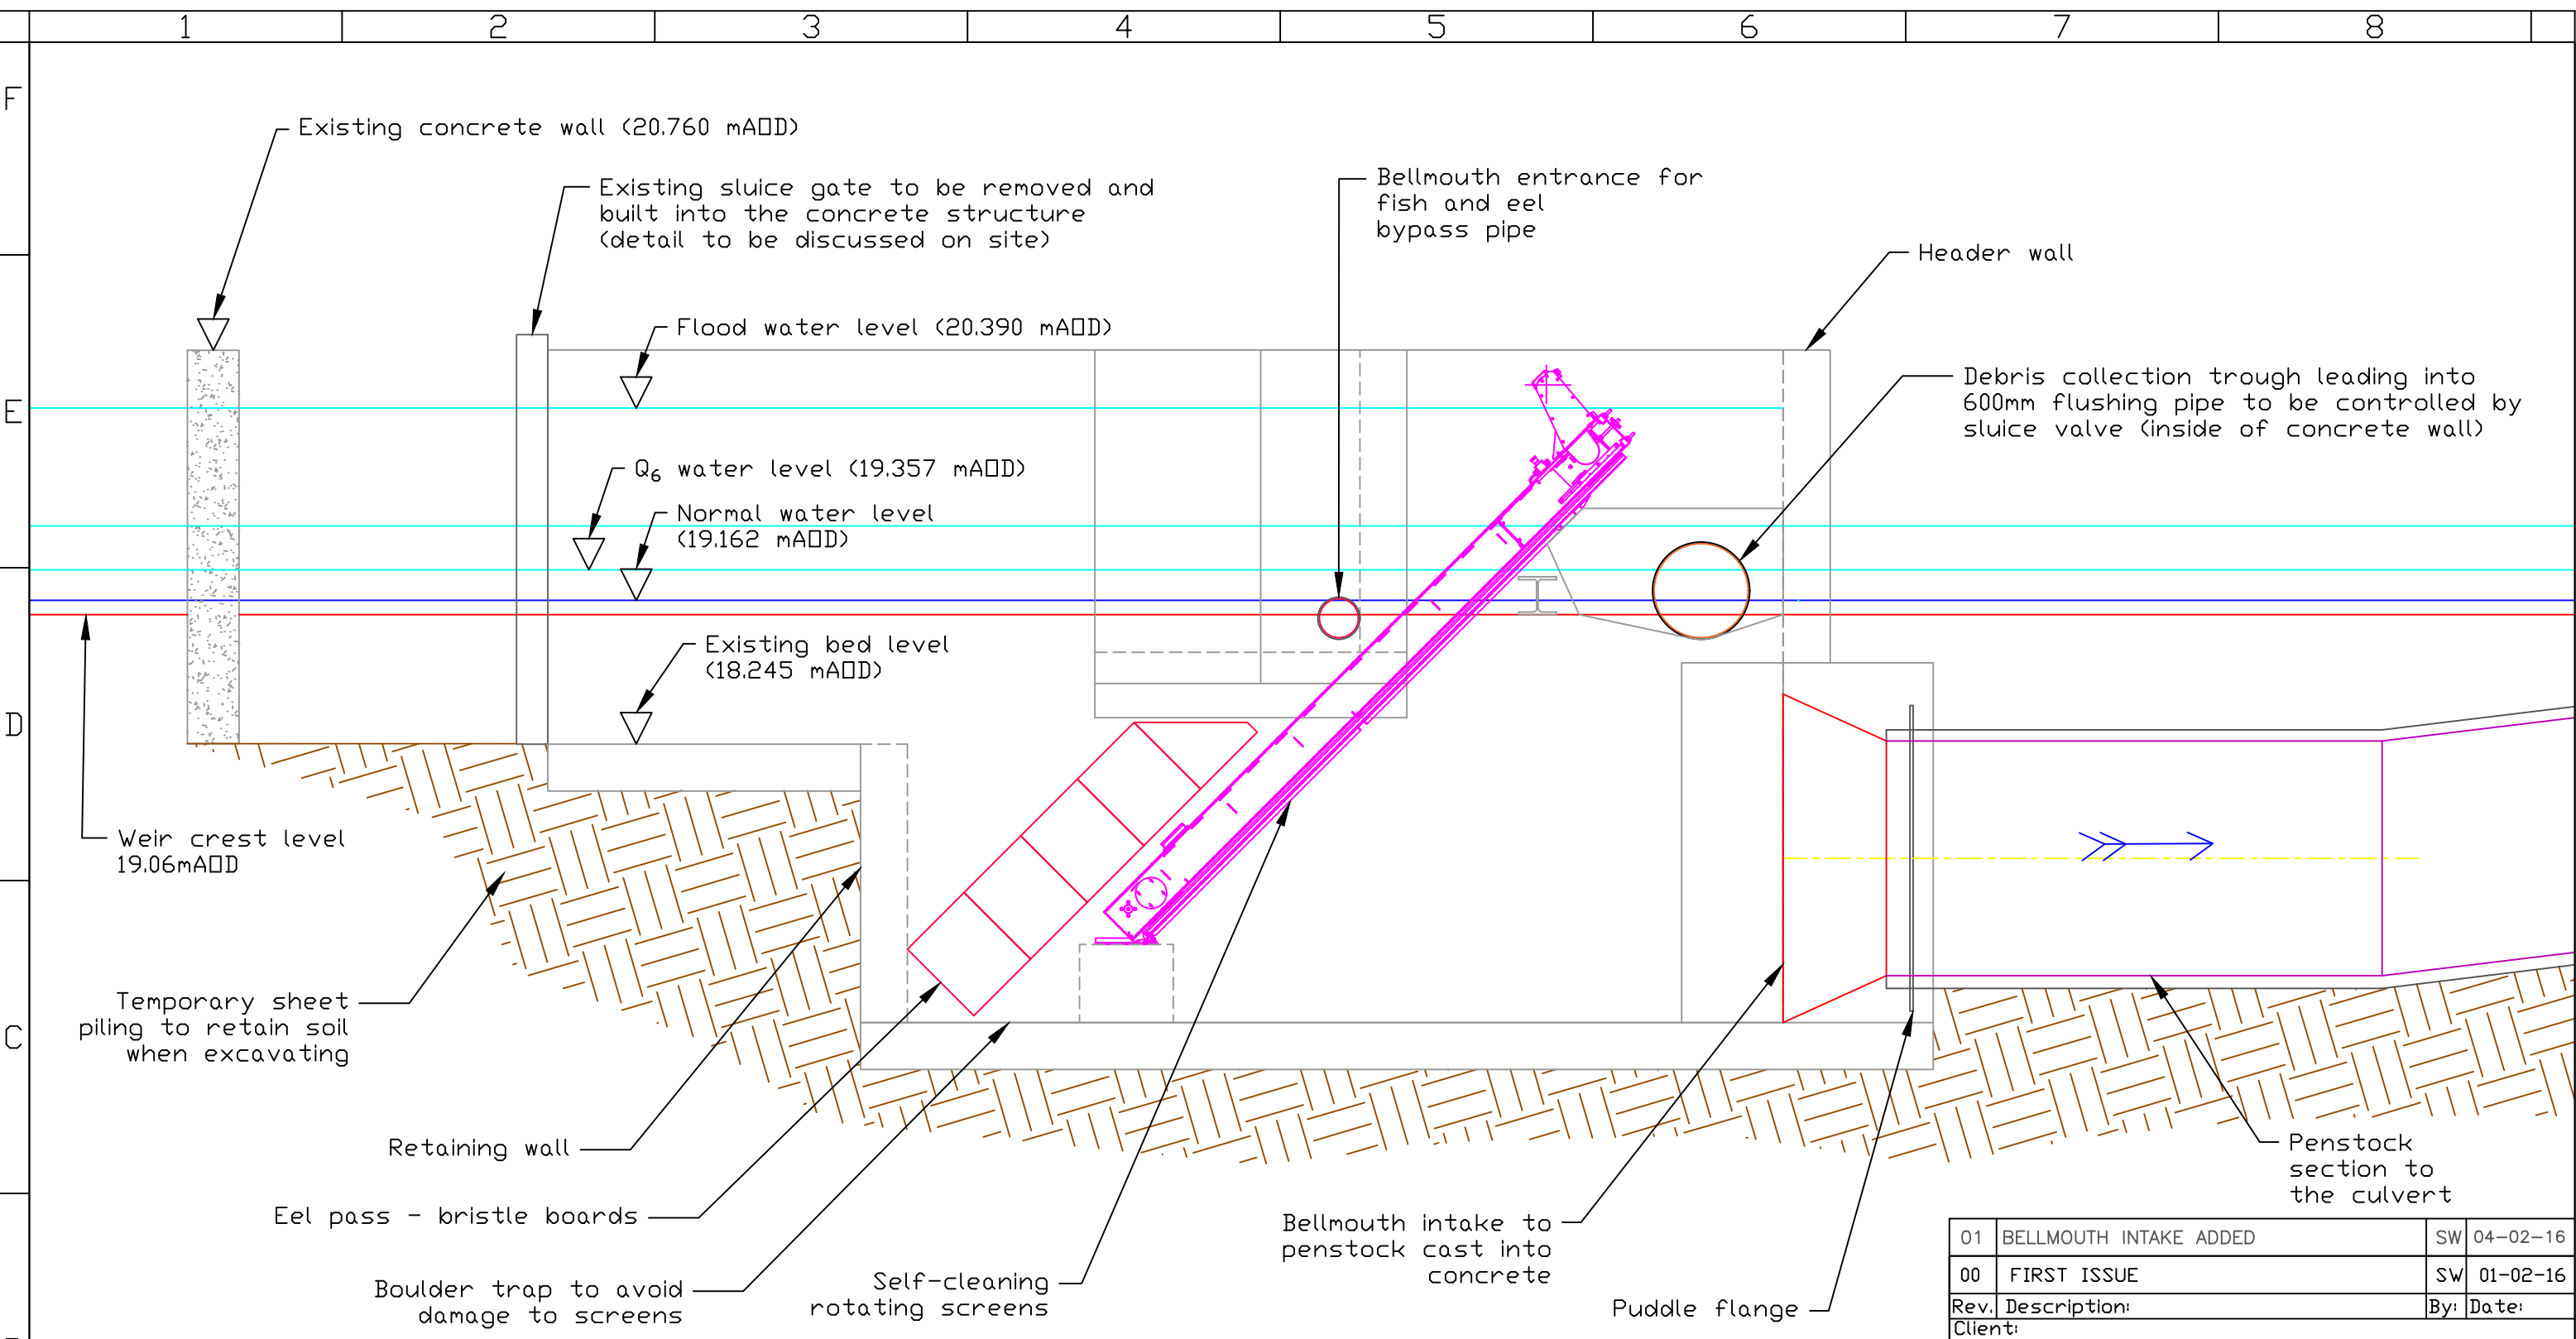 1 2 3 4 5 6 7 8
F
E
D
C
Existing concrete wall (20.760 mA□D)
Existing sluice gate to be removed and
built into the concrete structure
(detail to be discussed on site)
Bellmouth entrance for
fish and eel
bypass pipe
Header wall
Flood water level (20.390 mA□D)
Debris collection trough leading into
600mm flushing pipe to be controlled by
sluice valve (inside of concrete wall)
Q₆ water level (19.357 mA□D)
Normal water level
(19.162 mA□D)
Existing bed level
(18.245 mA□D)
Weir crest level
19.06mA□D
Temporary sheet
piling to retain soil
when excavating
Retaining wall
Eel pass - bristle boards
Boulder trap to avoid
damage to screens
Self-cleaning
rotating screens
Bellmouth intake to
penstock cast into
concrete
Puddle flange
Penstock
section to
the culvert
01 BELLMOUTH INTAKE ADDED SW 04-02-16
00 FIRST ISSUE SW 01-02-16
Rev. Description: By: Date:
Client: